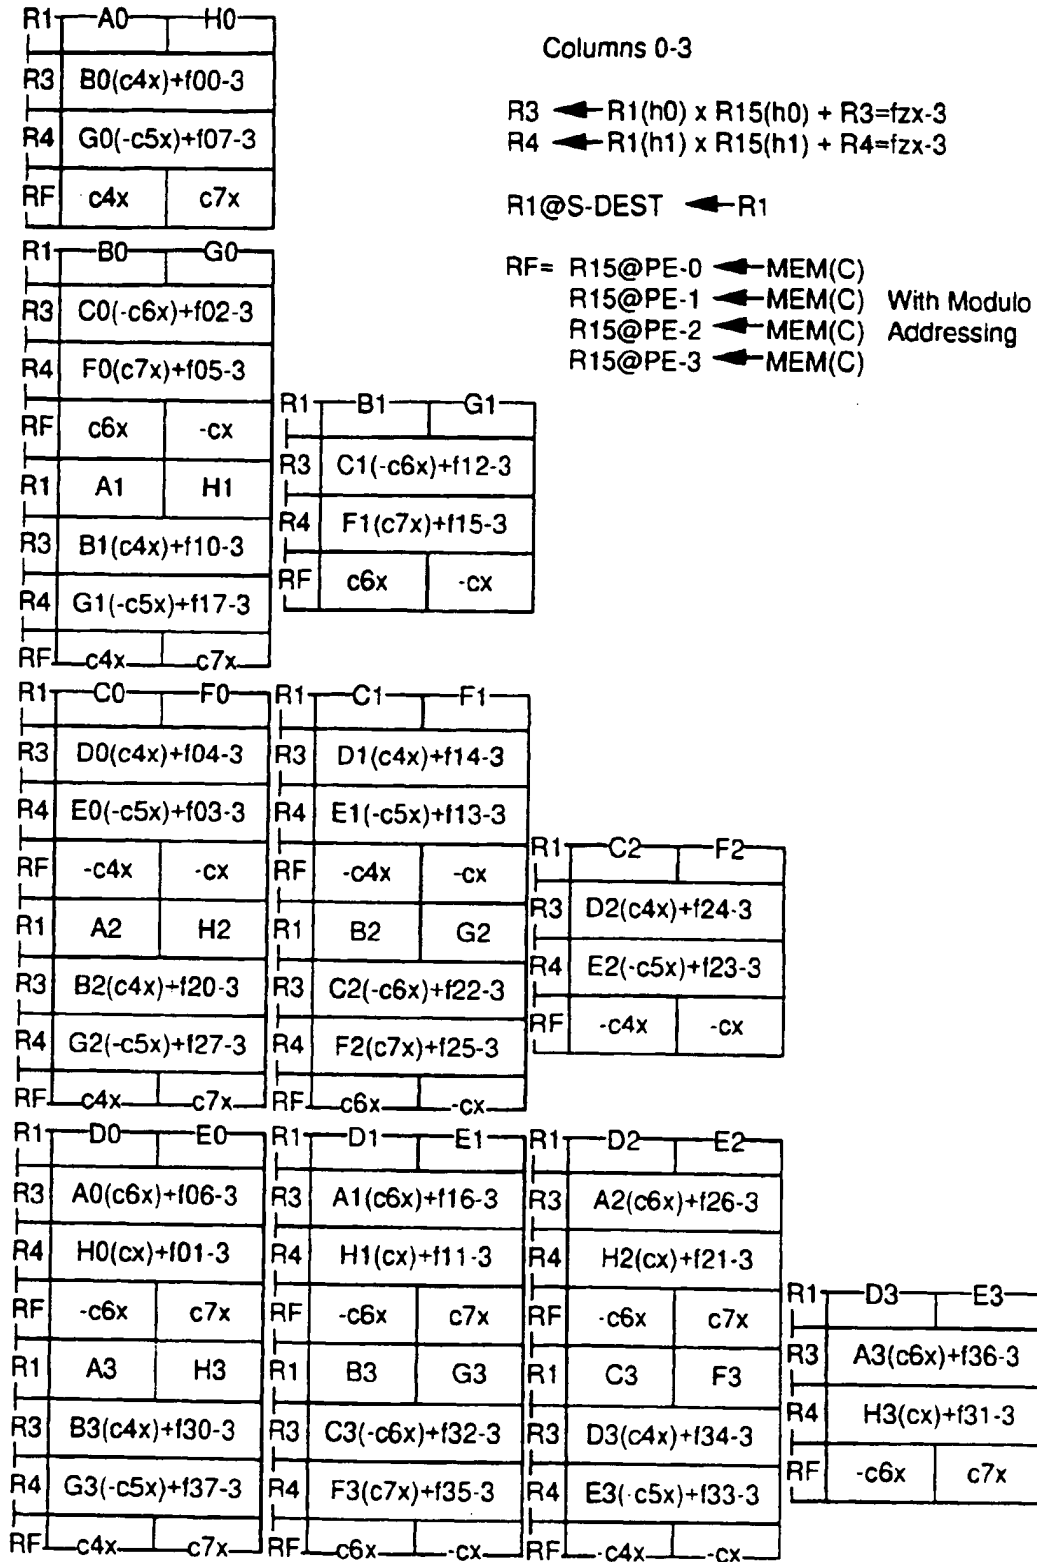 R1 A0 H0
R3 B0(c4x)+f00-3
R4 G0(-c5x)+f07-3
RF c4x c7x
Columns 0-3
R3 ← R1(h0) x R15(h0) + R3=fzx-3
R4 ← R1(h1) x R15(h1) + R4=fzx-3
R1@S-DEST ← R1
RF= R15@PE-0 ← MEM(C)
R15@PE-1 ← MEM(C) With Modulo
R15@PE-2 ← MEM(C) Addressing
R15@PE-3 ← MEM(C)
R1 B0 G0
R3 C0(-c6x)+f02-3
R4 F0(c7x)+f05-3
RF c6x -cx
R1 A1 H1
R3 B1(c4x)+f10-3
R4 G1(-c5x)+f17-3
RF c4x c7x
R1 B1 G1
R3 C1(-c6x)+f12-3
R4 F1(c7x)+f15-3
RF c6x -cx
R1 C0 F0
R3 D0(c4x)+f04-3
R4 E0(-c5x)+f03-3
RF -c4x -cx
R1 A2 H2
R3 B2(c4x)+f20-3
R4 G2(-c5x)+f27-3
RF c4x c7x
R1 C1 F1
R3 D1(c4x)+f14-3
R4 E1(-c5x)+f13-3
RF -c4x -cx
R1 B2 G2
R3 C2(-c6x)+f22-3
R4 F2(c7x)+f25-3
RF c6x -cx
R1 C2 F2
R3 D2(c4x)+f24-3
R4 E2(-c5x)+f23-3
RF -c4x -cx
R1 D0 E0
R3 A0(c6x)+f06-3
R4 H0(cx)+f01-3
RF -c6x c7x
R1 A3 H3
R3 B3(c4x)+f30-3
R4 G3(-c5x)+f37-3
RF c4x c7x
R1 D1 E1
R3 A1(c6x)+f16-3
R4 H1(cx)+f11-3
RF -c6x c7x
R1 B3 G3
R3 C3(-c6x)+f32-3
R4 F3(c7x)+f35-3
RF c6x -cx
R1 D2 E2
R3 A2(c6x)+f26-3
R4 H2(cx)+f21-3
RF -c6x c7x
R1 C3 F3
R3 D3(c4x)+f34-3
R4 E3(-c5x)+f33-3
RF -c4x -cx
R1 D3 E3
R3 A3(c6x)+f36-3
R4 H3(cx)+f31-3
RF -c6x c7x